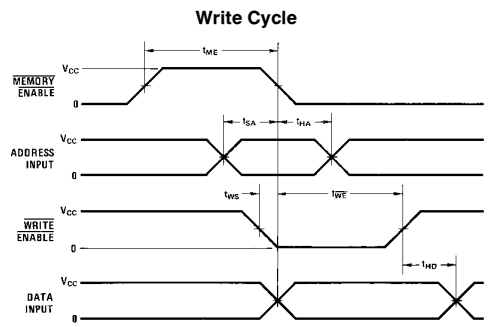 Write Cycle
tME
VCC
MEMORY
ENABLE
0
tSA
tHA
VCC
ADDRESS
INPUT
0
tWS
tWE
VCC
WRITE
ENABLE
0
tHD
VCC
DATA
INPUT
0